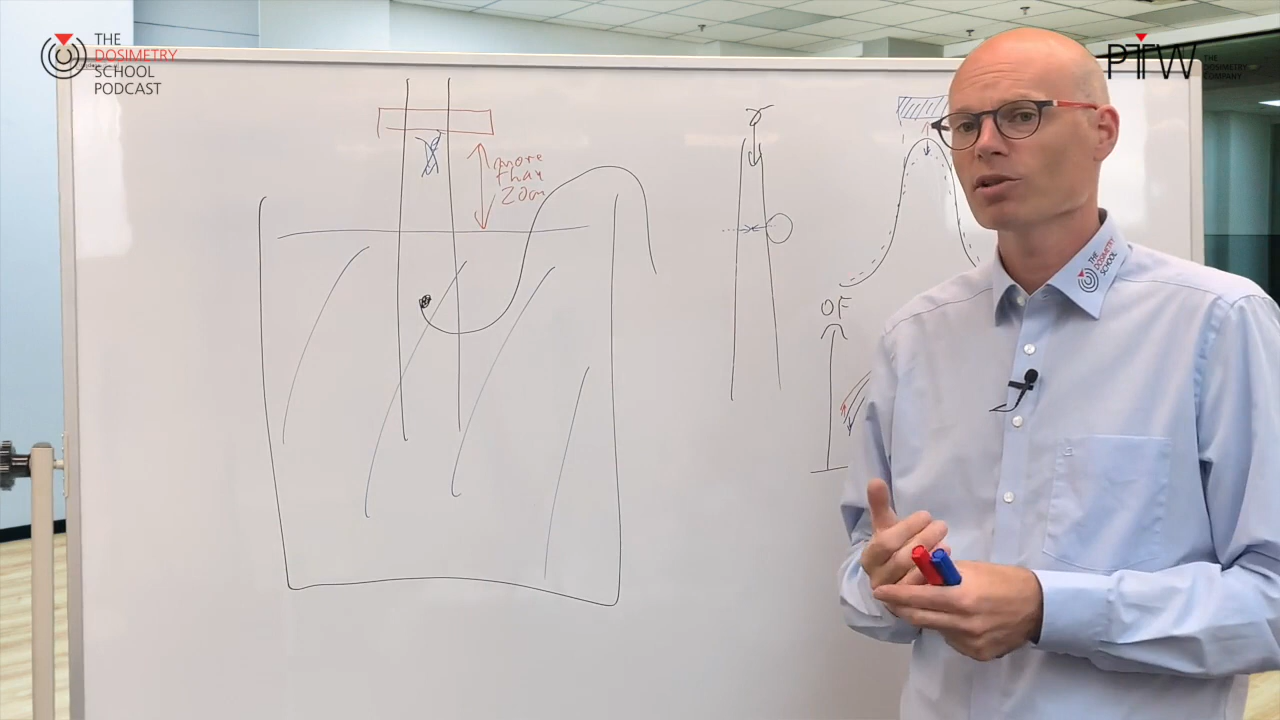 THE
DOSIMETRY
SCHOOL
PODCAST
PTW
THE
DOSIMETRY
COMPANY
more
than
20cm
γ
OF
THE
DOSIMETRY
SCHOOL